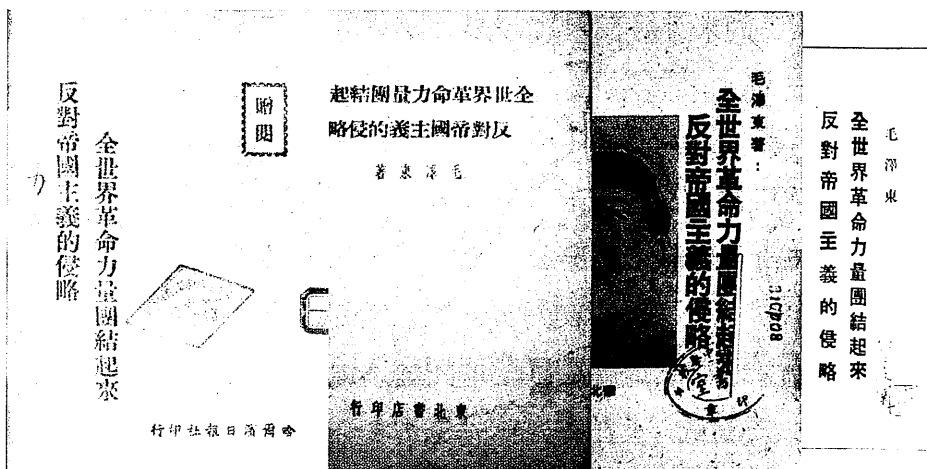 贈閱
全世界革命力量團結起來
反對帝國主義的侵略
哈爾濱日報社印行
全世界革命力量團結起
反對帝國主義的侵略
毛澤東著
東北書店印行
毛澤東著：
全世界革命力量團結起來
反對帝國主義的侵略
毛澤東
全世界革命力量團結起來
反對帝國主義的侵略